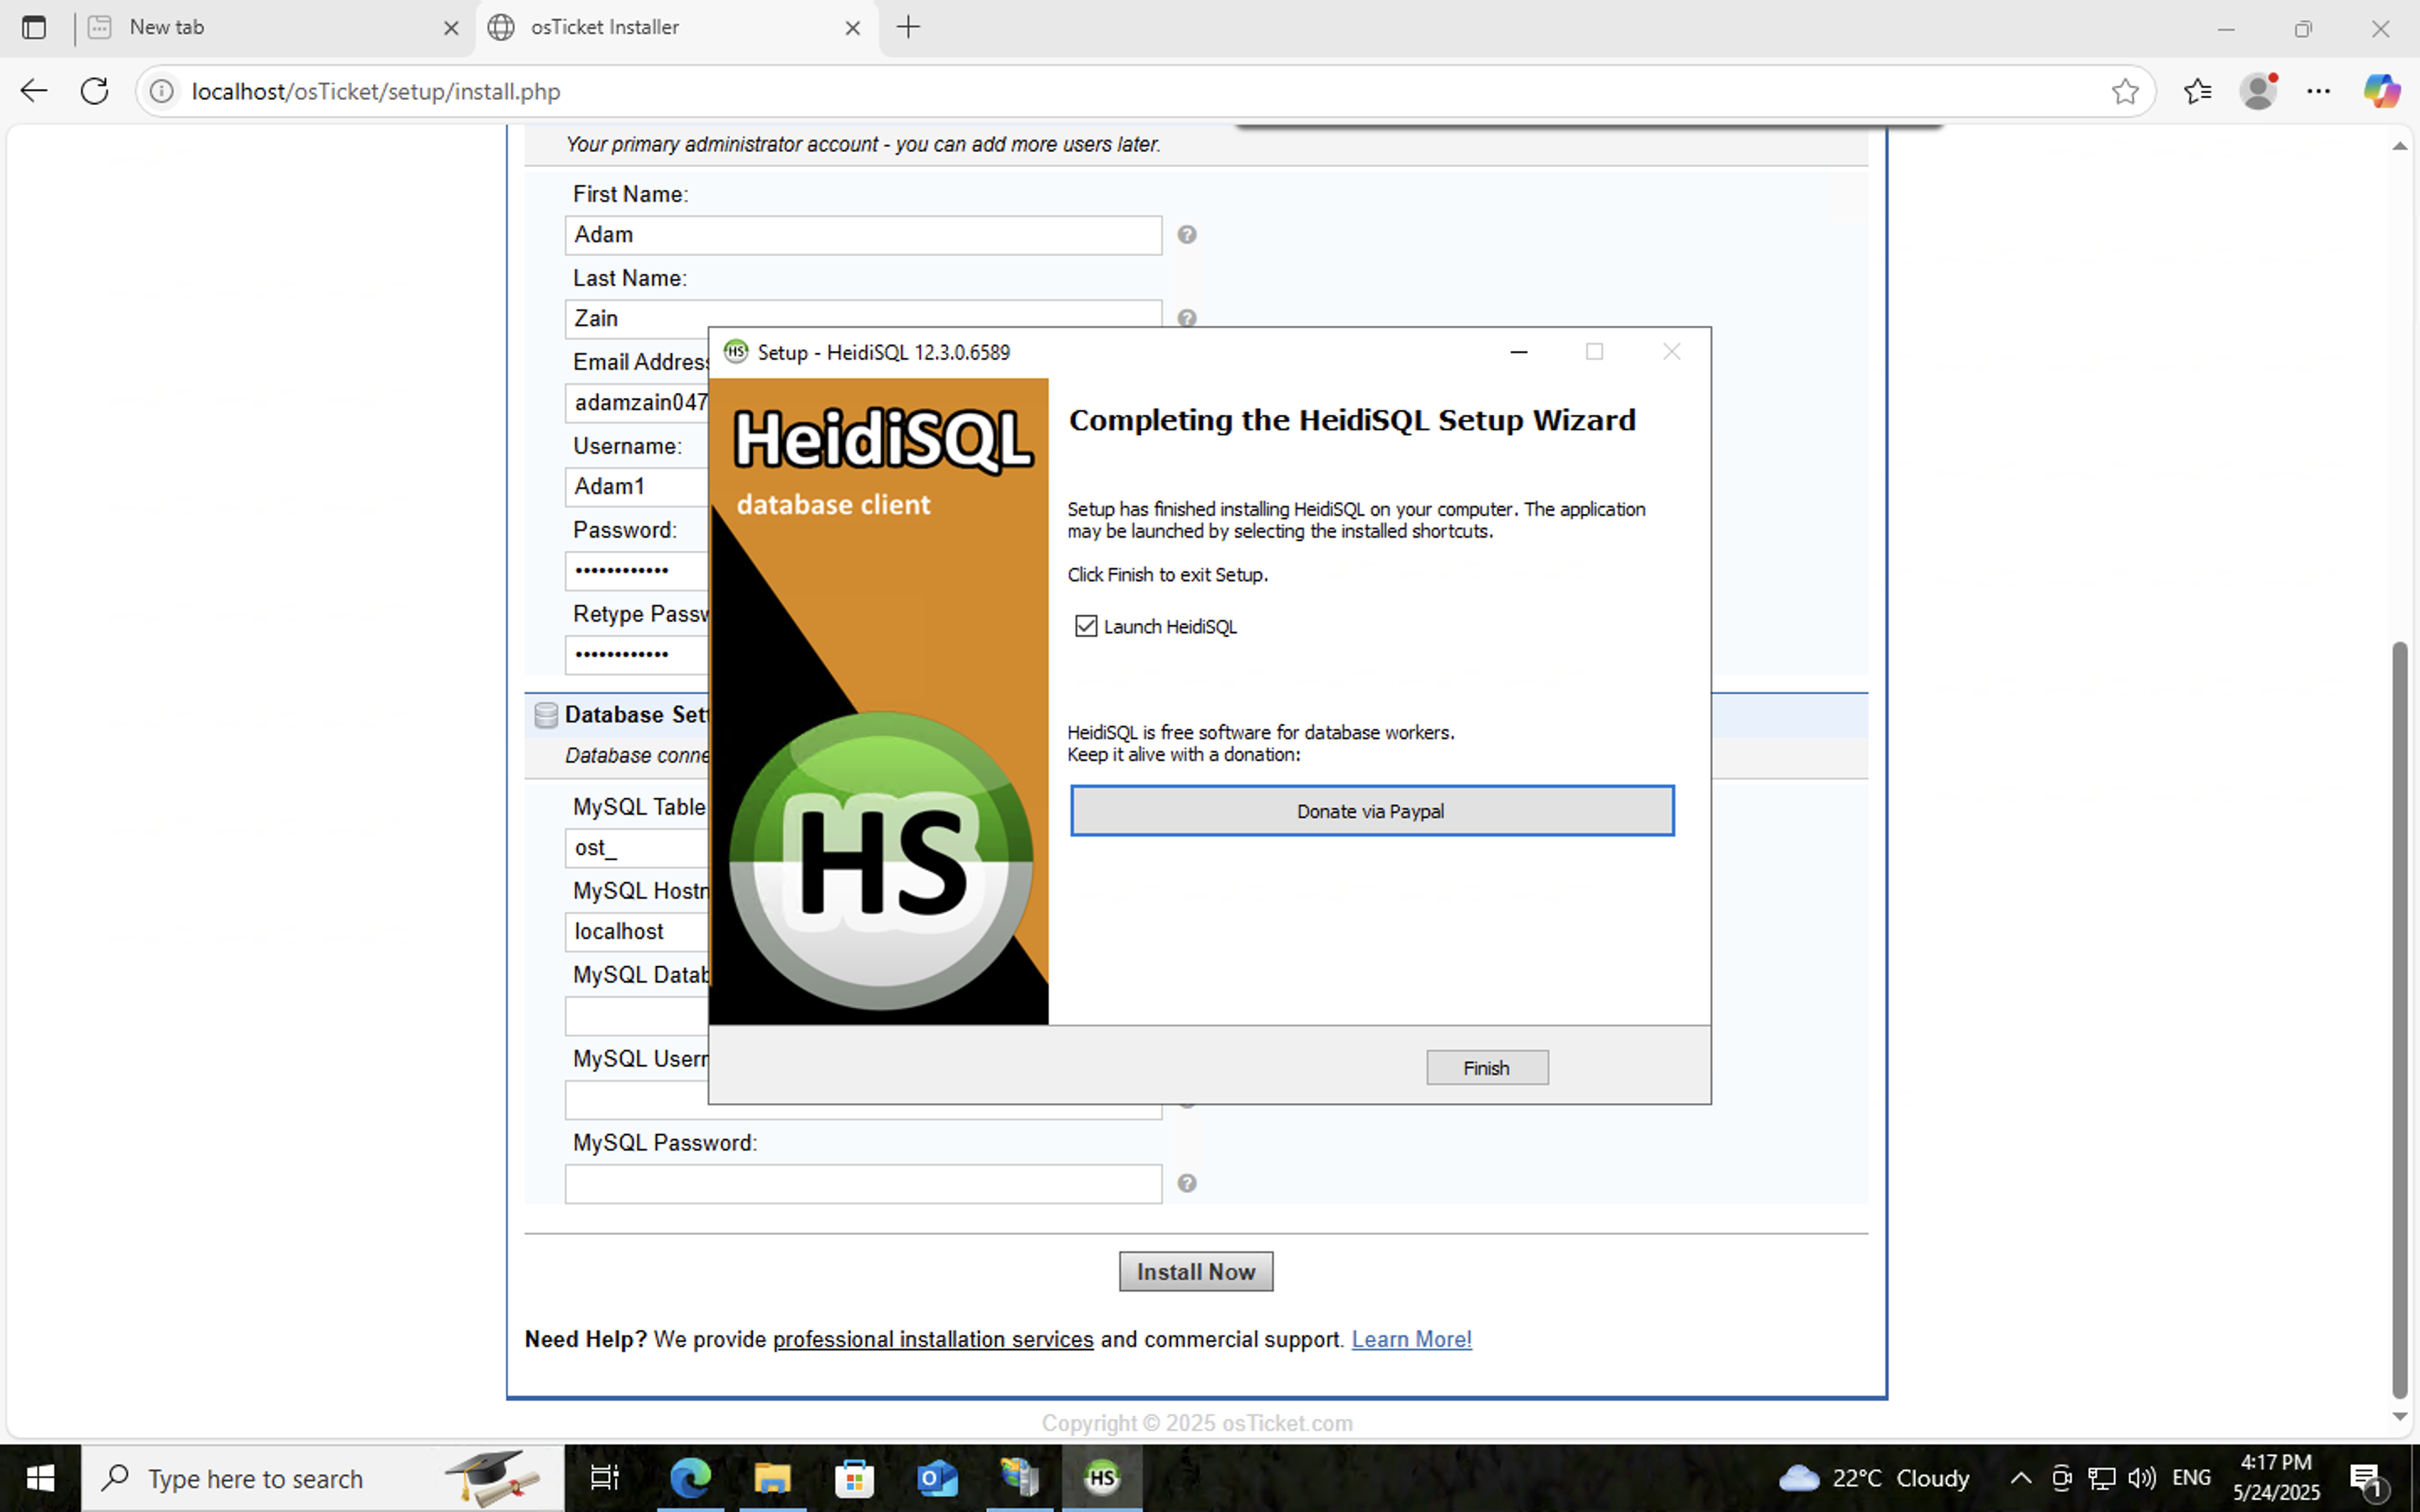 New tab
osTicket Installer
localhost/osTicket/setup/install.php
Your primary administrator account - you can add more users later.
First Name:
Adam
Last Name:
Zain
Email Address
adamzain047
Username:
Adam1
Password:
••••••••••••
Retype Passw
••••••••••••
Database Sett
Database conne
MySQL Table
ost_
MySQL Hostn
localhost
MySQL Datab
MySQL Usern
MySQL Password:
Install Now
Need Help? We provide professional installation services and commercial support. Learn More!
Copyright © 2025 osTicket.com
Setup - HeidiSQL 12.3.0.6589
HeidiSQL
database client
HS
Completing the HeidiSQL Setup Wizard
Setup has finished installing HeidiSQL on your computer. The application
may be launched by selecting the installed shortcuts.
Click Finish to exit Setup.
Launch HeidiSQL
HeidiSQL is free software for database workers.
Keep it alive with a donation:
Donate via Paypal
Finish
Type here to search
HS
22°C Cloudy
ENG
4:17 PM
5/24/2025
1